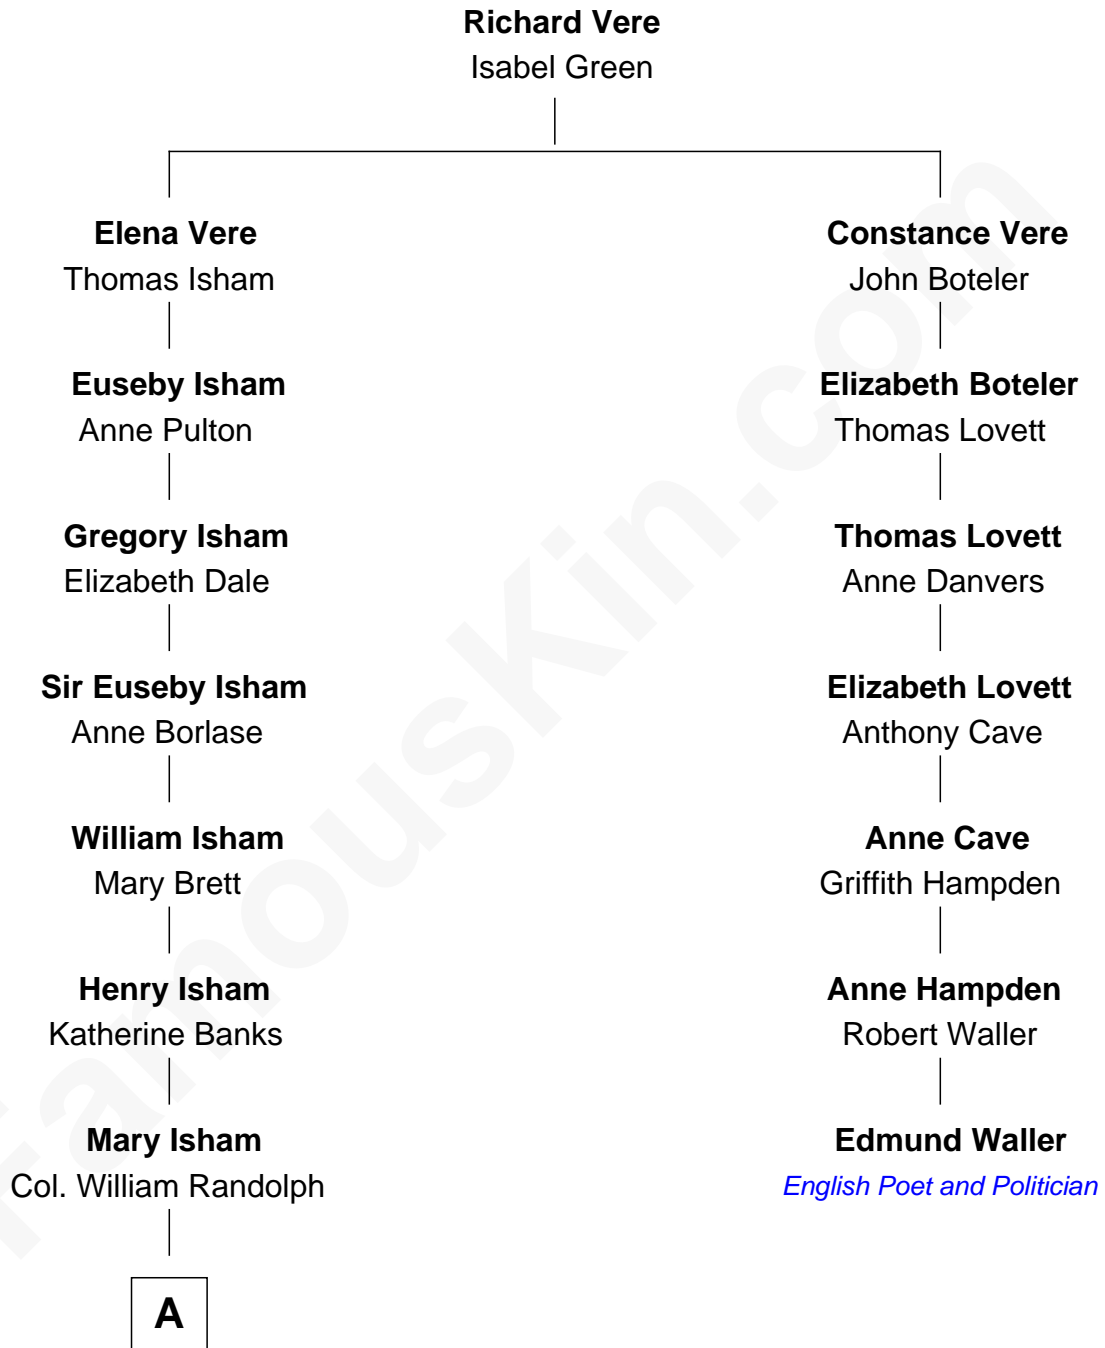 Richard Vere
Isabel Green
Elena Vere
Thomas Isham
Constance Vere
John Boteler
Euseby Isham
Anne Pulton
Elizabeth Boteler
Thomas Lovett
Gregory Isham
Elizabeth Dale
Thomas Lovett
Anne Danvers
Sir Euseby Isham
Anne Borlase
Elizabeth Lovett
Anthony Cave
William Isham
Mary Brett
Anne Cave
Griffith Hampden
Henry Isham
Katherine Banks
Anne Hampden
Robert Waller
Mary Isham
Col. William Randolph
Edmund Waller
English Poet and Politician
A
FamousKin.com